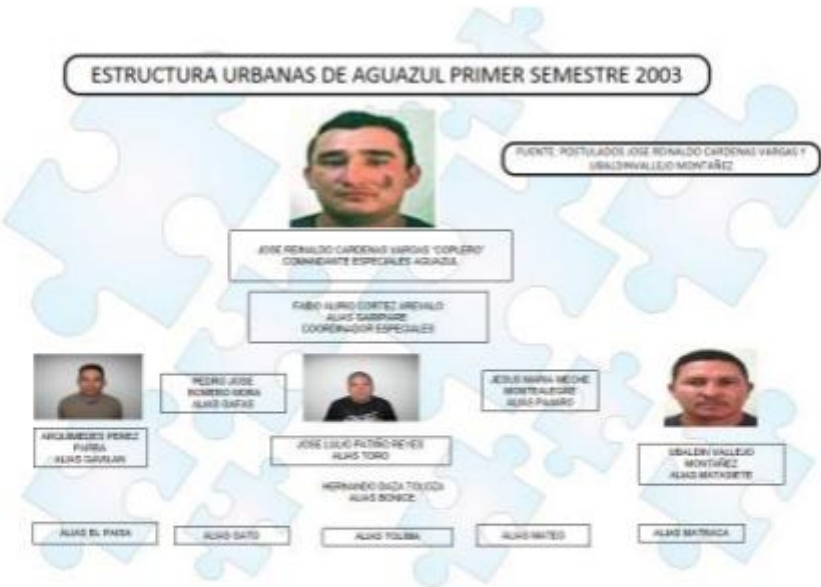 ESTRUCTURA URBANAS DE AGUAZUL PRIMER SEMESTRE 2003
FUENTE: POSTULADOS JOSE REINALDO CARDENAS VARGAS Y
UBALDINVALLEJO MONTAÑEZ
JOSE REINALDO CARDENAS VARGAS "COPLERO"
COMANDANTE ESPECIALES AGUAZUL
FABIO CORTEZ AREVALO
ALIAS
COORDINADOR ESPECIALES
PEDRO JOSE
ROMERO MORA
ALIAS GAFAS
JESUS MARIA MECHE
MONTEALEGRE
ALIAS PAJARO
ARQUIMEDES PEREZ
PARRA
ALIAS GAVILAN
JOSE LULIO PATIÑO REYES
ALIAS TORO
UBALDIN VALLEJO
MONTAÑEZ
ALIAS MATASIETE
HERNANDO DAZA TOLOZA
ALIAS BONICE
ALIAS EL PAISA
ALIAS GATO
ALIAS TOLIMA
ALIAS MATEO
ALIAS MATRACA